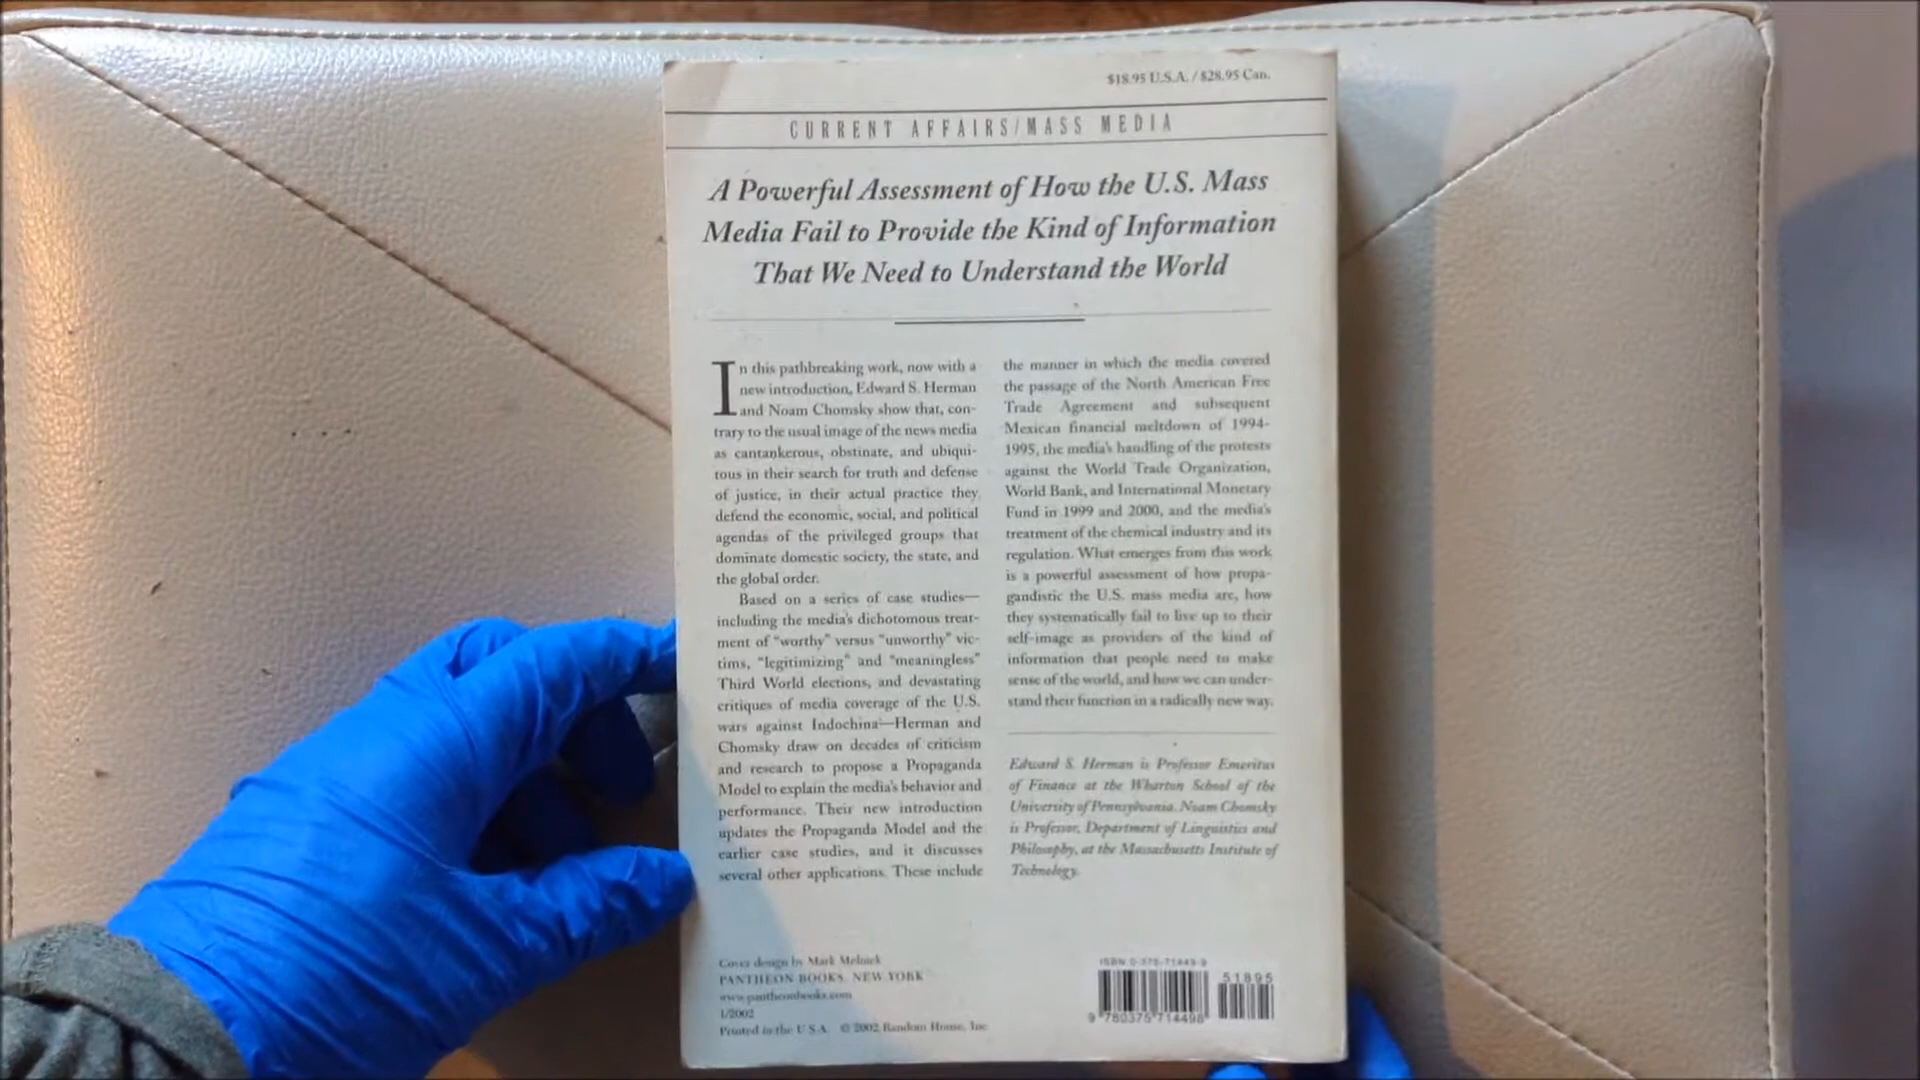 $18.95 U.S.A. / $28.95 Can.
CURRENT AFFAIRS/MASS MEDIA
A Powerful Assessment of How the U.S. Mass
Media Fail to Provide the Kind of Information
That We Need to Understand the World
In this pathbreaking work, now with a
new introduction, Edward S. Herman
and Noam Chomsky show that, con-
trary to the usual image of the news media
as cantankerous, obstinate, and ubiqui-
tous in their search for truth and defense
of justice, in their actual practice they
defend the economic, social, and political
agendas of the privileged groups that
dominate domestic society, the state, and
the global order.
Based on a series of case studies—
including the media's dichotomous treat-
ment of "worthy" versus "unworthy" vic-
tims, "legitimizing" and "meaningless"
Third World elections, and devastating
critiques of media coverage of the U.S.
wars against Indochina—Herman and
Chomsky draw on decades of criticism
and research to propose a Propaganda
Model to explain the media's behavior and
performance. Their new introduction
updates the Propaganda Model and the
earlier case studies, and it discusses
several other applications. These include
the manner in which the media covered
the passage of the North American Free
Trade Agreement and subsequent
Mexican financial meltdown of 1994-
1995, the media's handling of the protests
against the World Trade Organization,
World Bank, and International Monetary
Fund in 1999 and 2000, and the media's
treatment of the chemical industry and its
regulation. What emerges from this work
is a powerful assessment of how propa-
gandistic the U.S. mass media are, how
they systematically fail to live up to their
self-image as providers of the kind of
information that people need to make
sense of the world, and how we can under-
stand their function in a radically new way.
Edward S. Herman is Professor Emeritus
of Finance at the Wharton School of the
University of Pennsylvania. Noam Chomsky
is Professor, Department of Linguistics and
Philosophy, at the Massachusetts Institute of
Technology.
Cover design by Mark Melnick
PANTHEON BOOKS, NEW YORK
www.pantheonbooks.com
1/2002
Printed in the U.S.A. © 2002 Random House, Inc.
ISBN 0-375-71449-9
51895
9 780375 714498